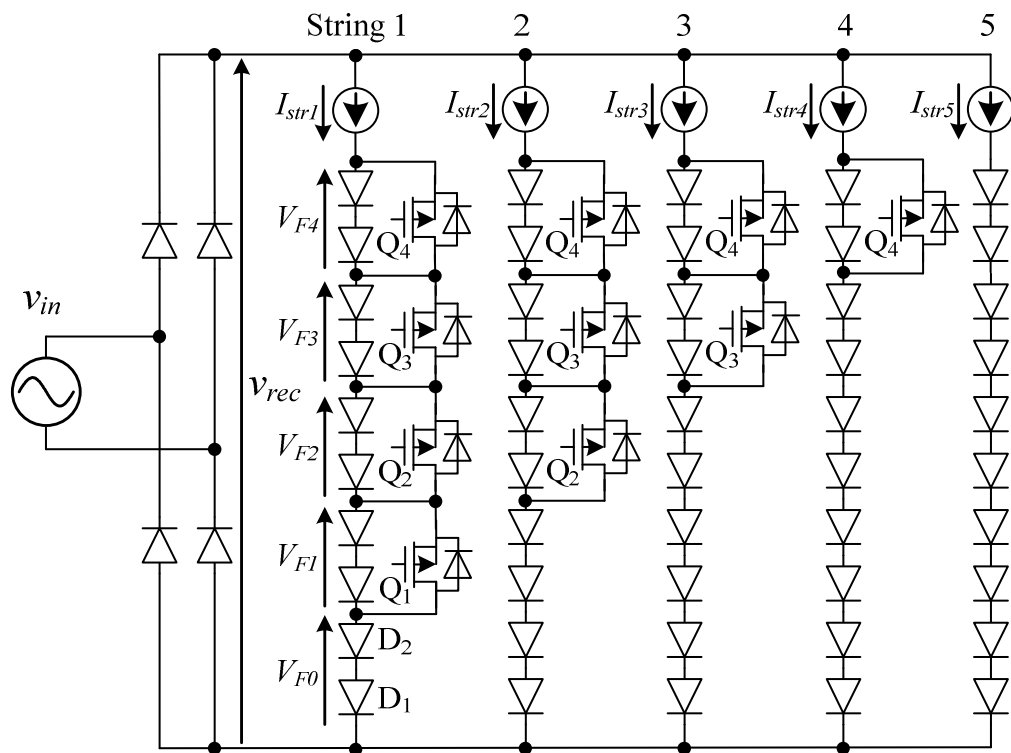 String 1 2 3 4 5
I_str1 I_str2 I_str3 I_str4 I_str5
V_F4 Q_4 Q_4 Q_4 Q_4
v_in V_F3 Q_3 Q_3 Q_3
v_rec
V_F2 Q_2 Q_2
V_F1 Q_1
V_F0 D_2
D_1